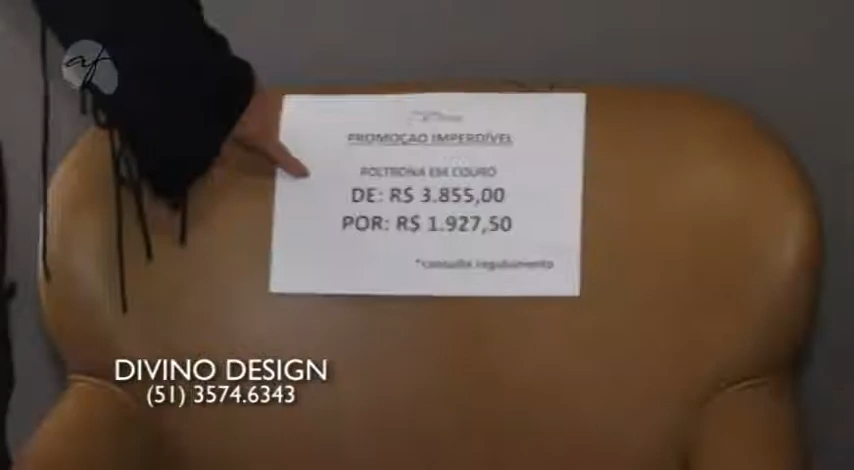 af
PROMOÇÃO IMPERDÍVEL
POLTRONA EM COURO
DE: R$ 3.855,00
POR: R$ 1.927,50
*consulte regulamento
DIVINO DESIGN
(51) 3574.6343